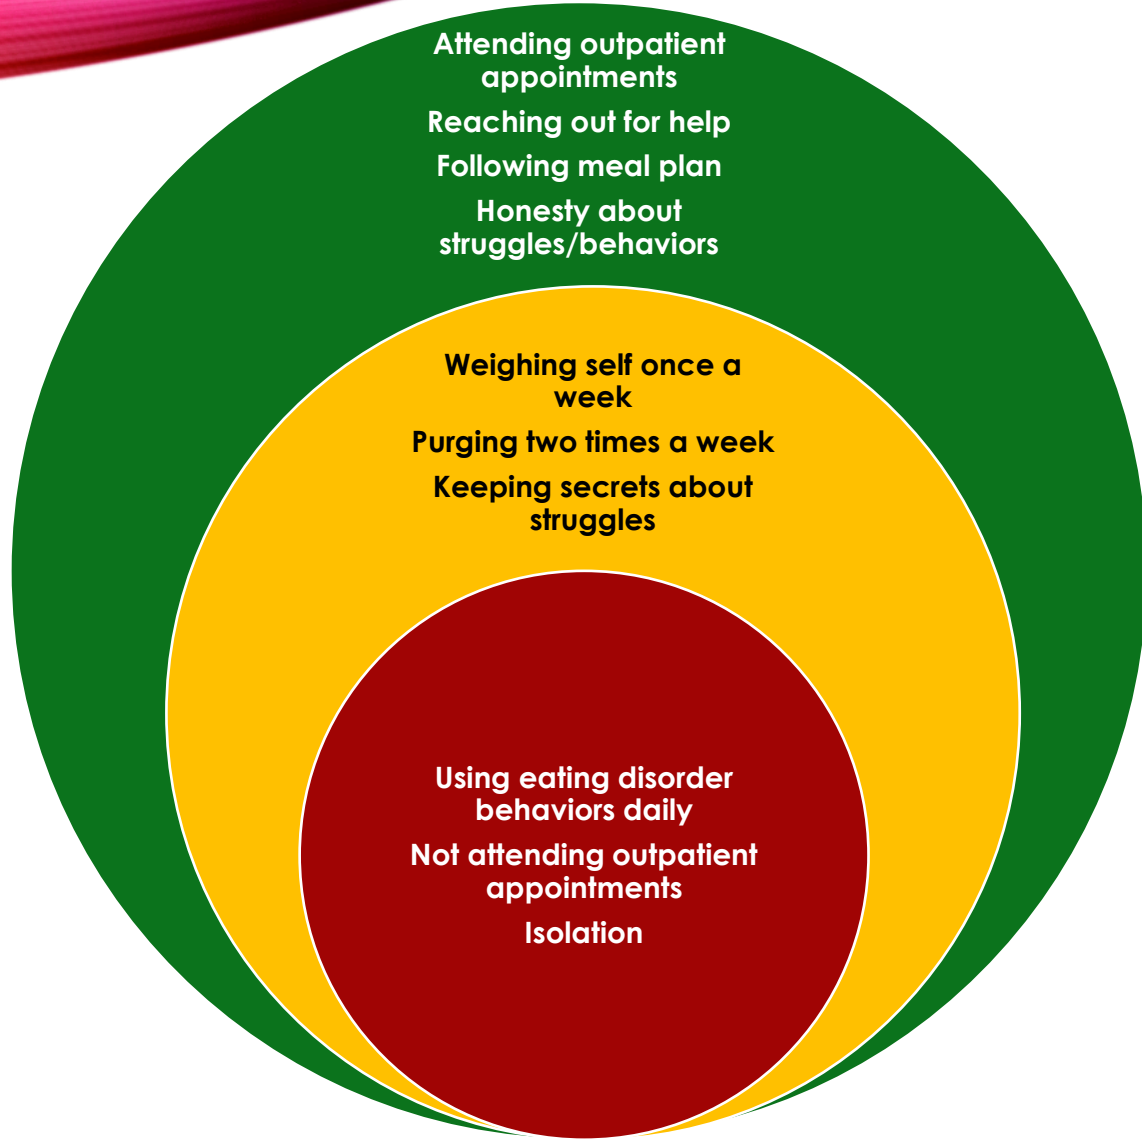 Attending outpatient
appointments
Reaching out for help
Following meal plan
Honesty about
struggles/behaviors
Weighing self once a
week
Purging two times a week
Keeping secrets about
struggles
Using eating disorder
behaviors daily
Not attending outpatient
appointments
Isolation